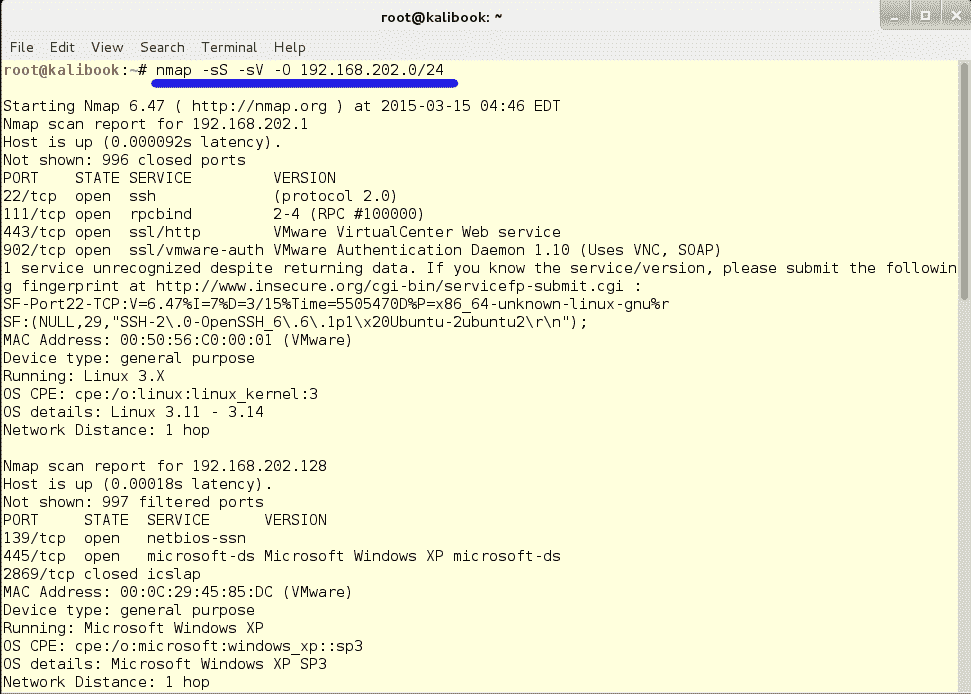 root@kalibook: ~
File Edit View Search Terminal Help
root@kalibook:~# nmap -sS -sV -O 192.168.202.0/24
Starting Nmap 6.47 ( http://nmap.org ) at 2015-03-15 04:46 EDT
Nmap scan report for 192.168.202.1
Host is up (0.000092s latency).
Not shown: 996 closed ports
PORT    STATE SERVICE         VERSION
22/tcp  open  ssh             (protocol 2.0)
111/tcp open  rpcbind         2-4 (RPC #100000)
443/tcp open  ssl/http        VMware VirtualCenter Web service
902/tcp open  ssl/vmware-auth VMware Authentication Daemon 1.10 (Uses VNC, SOAP)
1 service unrecognized despite returning data. If you know the service/version, please submit the followin
g fingerprint at http://www.insecure.org/cgi-bin/servicefp-submit.cgi :
SF-Port22-TCP:V=6.47%I=7%D=3/15%Time=5505470D%P=x86_64-unknown-linux-gnu%r
SF:(NULL,29,"SSH-2\.0-OpenSSH_6\.6\.1p1\x20Ubuntu-2ubuntu2\r\n");
MAC Address: 00:50:56:C0:00:01 (VMware)
Device type: general purpose
Running: Linux 3.X
OS CPE: cpe:/o:linux:linux_kernel:3
OS details: Linux 3.11 - 3.14
Network Distance: 1 hop
Nmap scan report for 192.168.202.128
Host is up (0.00018s latency).
Not shown: 997 filtered ports
PORT     STATE  SERVICE      VERSION
139/tcp  open   netbios-ssn
445/tcp  open   microsoft-ds Microsoft Windows XP microsoft-ds
2869/tcp closed icslap
MAC Address: 00:0C:29:45:85:DC (VMware)
Device type: general purpose
Running: Microsoft Windows XP
OS CPE: cpe:/o:microsoft:windows_xp::sp3
OS details: Microsoft Windows XP SP3
Network Distance: 1 hop